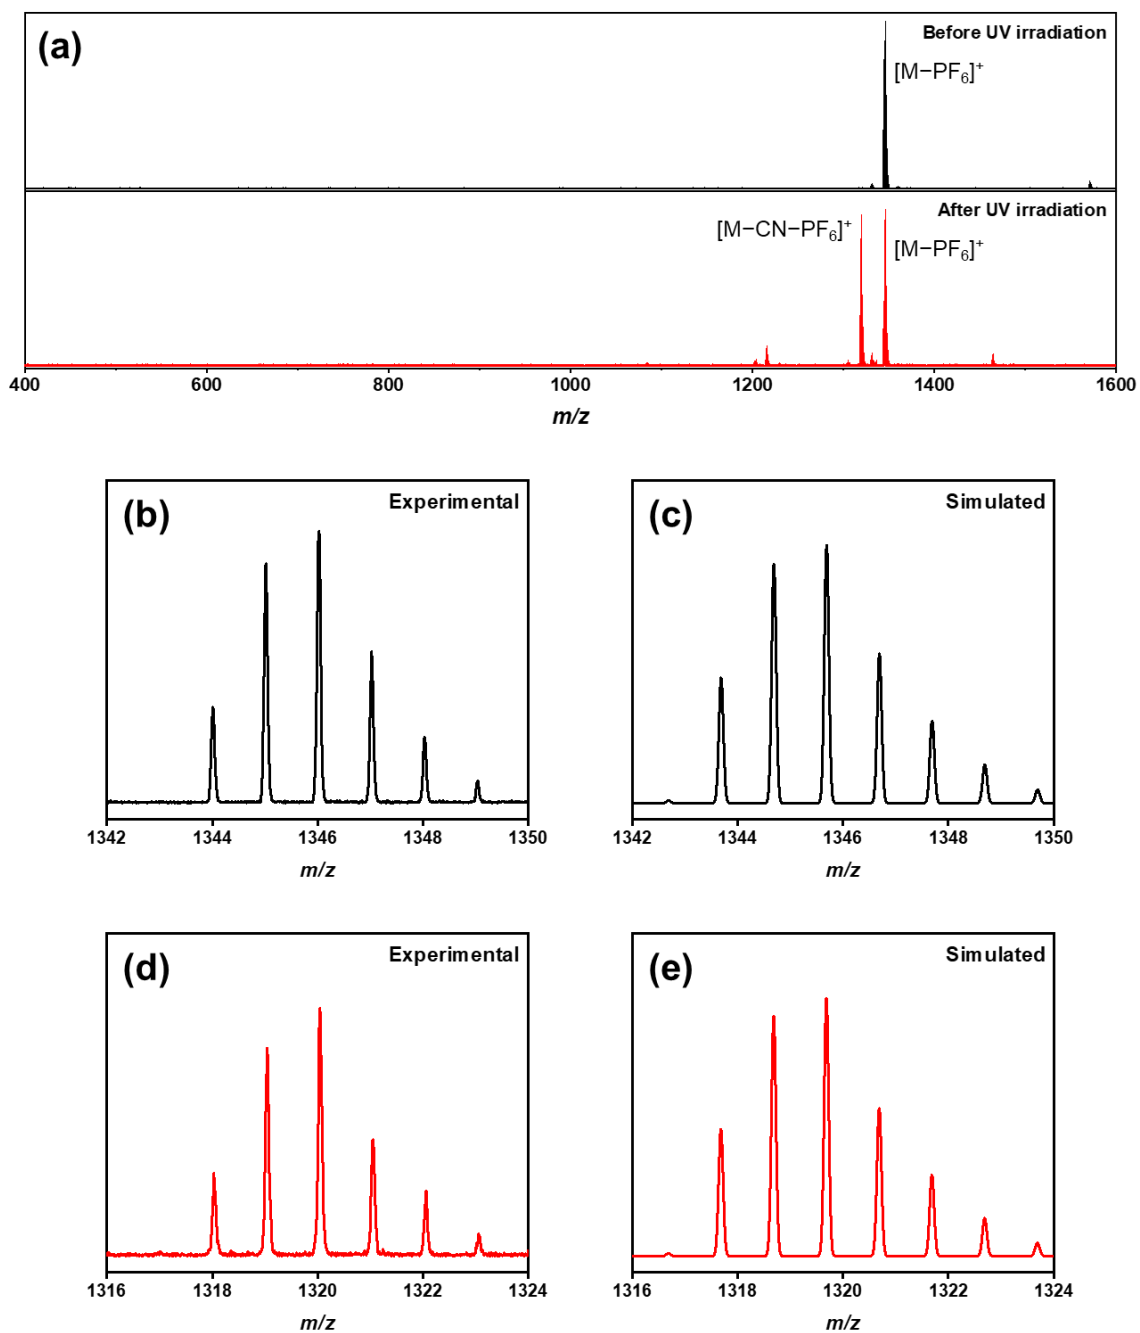 (a)
Before UV irradiation
[M−PF6]+
After UV irradiation
[M−CN−PF6]+
[M−PF6]+
400 600 800 1000 1200 1400 1600
m/z
(b) Experimental
1342 1344 1346 1348 1350
m/z
(c) Simulated
1342 1344 1346 1348 1350
m/z
(d) Experimental
1316 1318 1320 1322 1324
m/z
(e) Simulated
1316 1318 1320 1322 1324
m/z